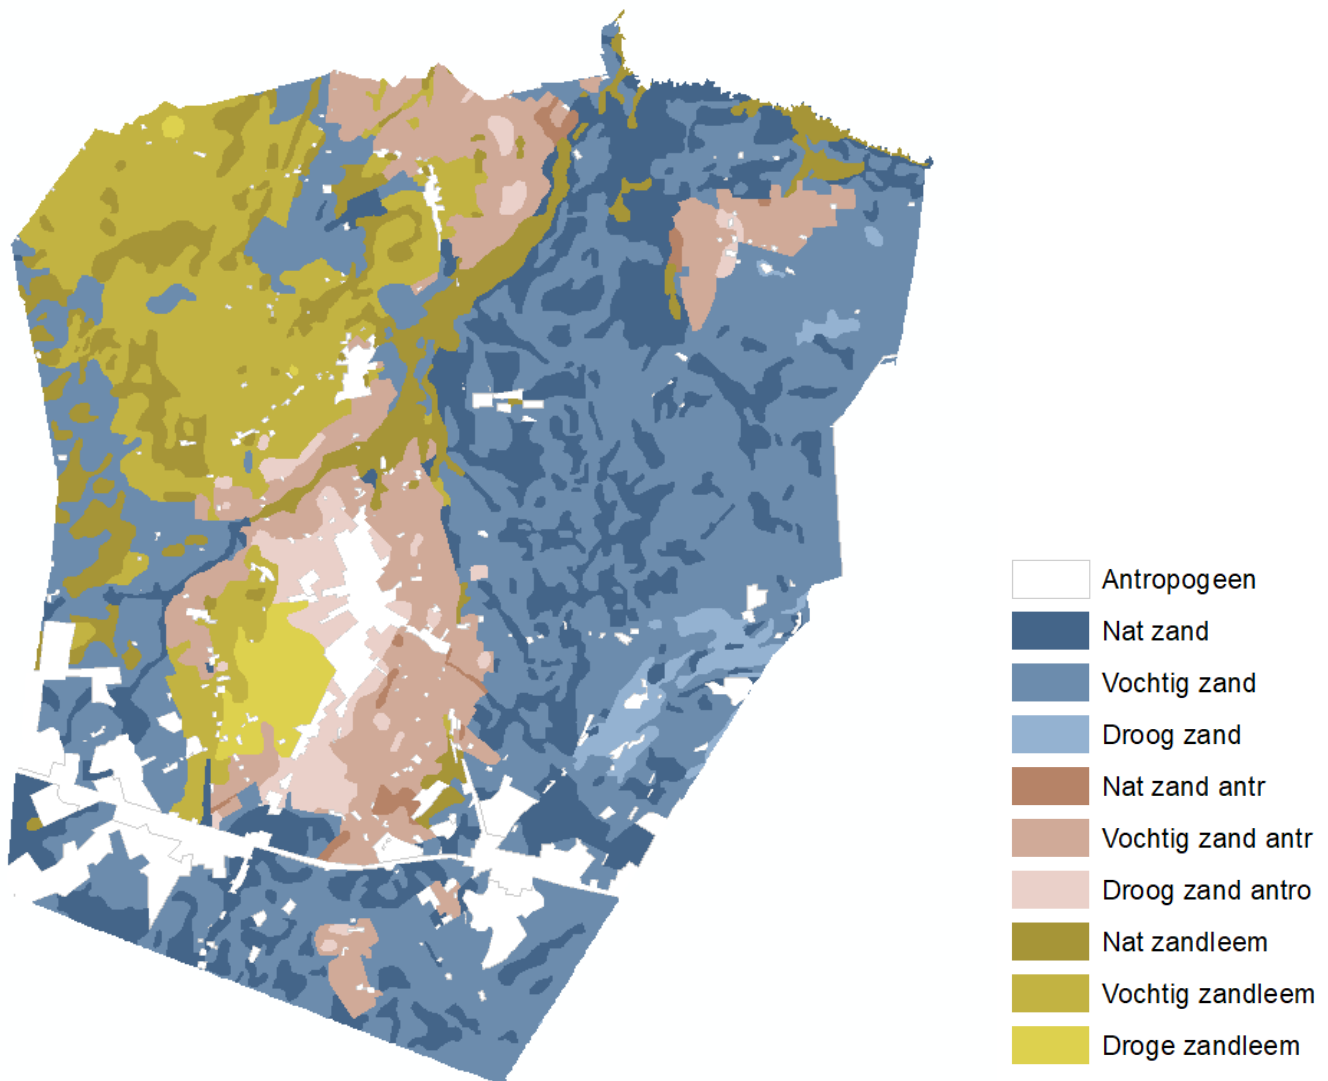 Antropogeen
Nat zand
Vochtig zand
Droog zand
Nat zand antr
Vochtig zand antr
Droog zand antro
Nat zandleem
Vochtig zandleem
Droge zandleem